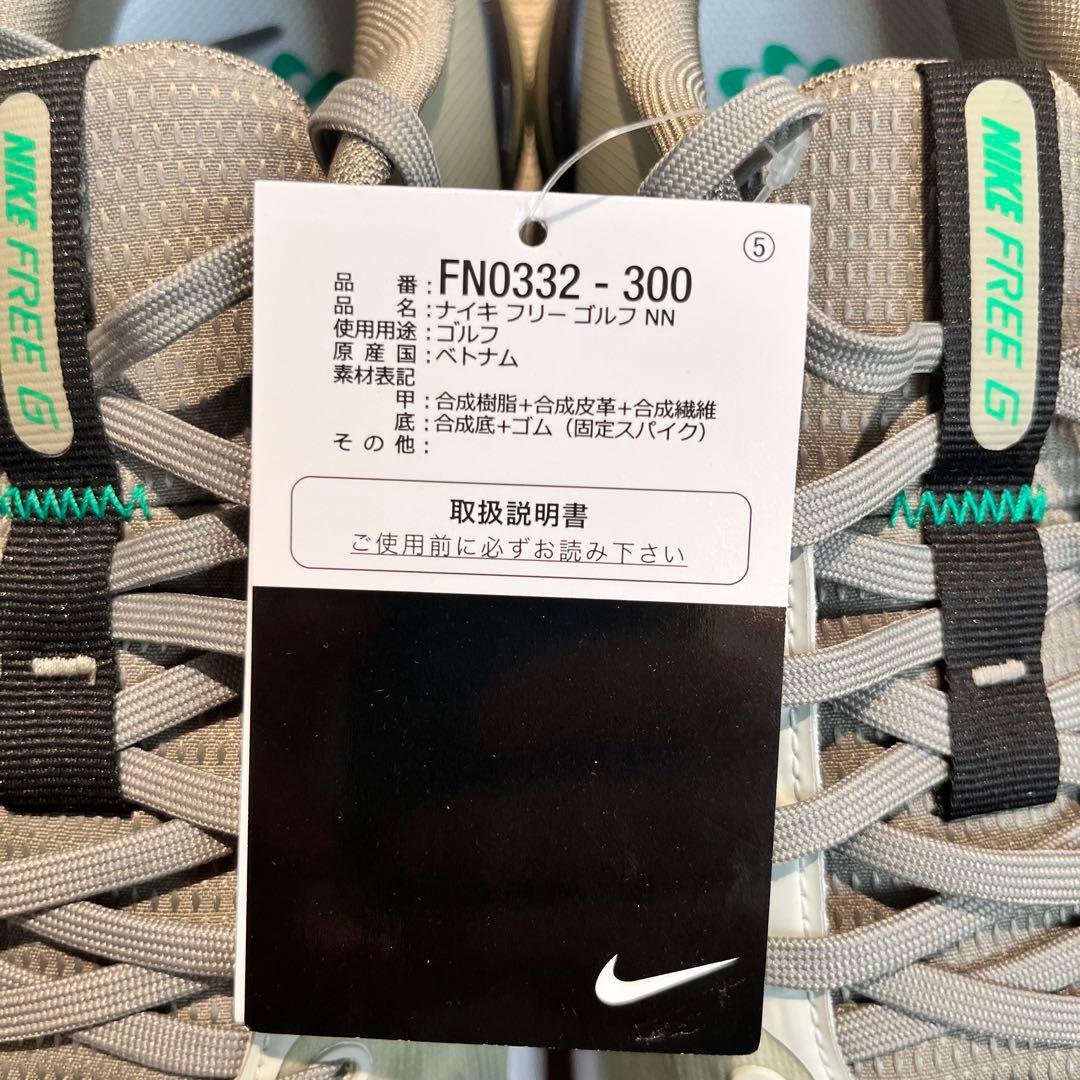 NIKE FREE G
NIKE FREE G
⑤
品番:FN0332 - 300
品名:ナイキ フリー ゴルフ NN
使用用途:ゴルフ
原産国:ベトナム
素材表記
甲:合成樹脂+合成皮革+合成繊維
底:合成底+ゴム（固定スパイク）
その他:
取扱説明書
ご使用前に必ずお読み下さい